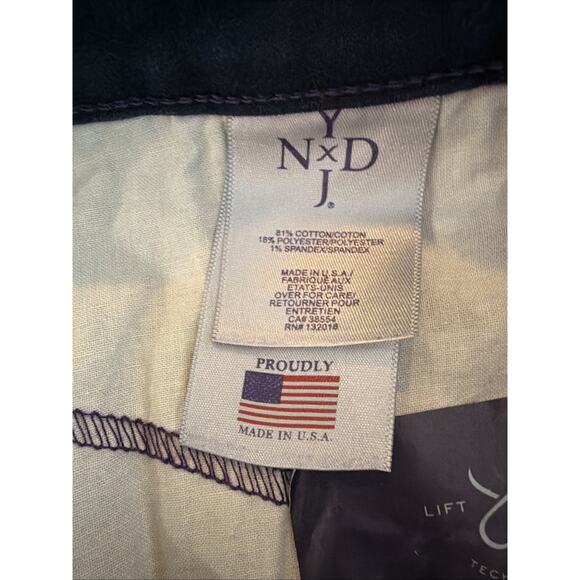 Y
N x D
J®
81% COTTON/COTON
18% POLYESTER/POLYESTER
1% SPANDEX/SPANDEX
MADE IN U.S.A./
FABRIQUE AUX
ETATS-UNIS
OVER FOR CARE/
RETOURNER POUR
ENTRETIEN
CA# 38554
RN# 132018
PROUDLY
MADE IN U.S.A.
LIFT
TECH